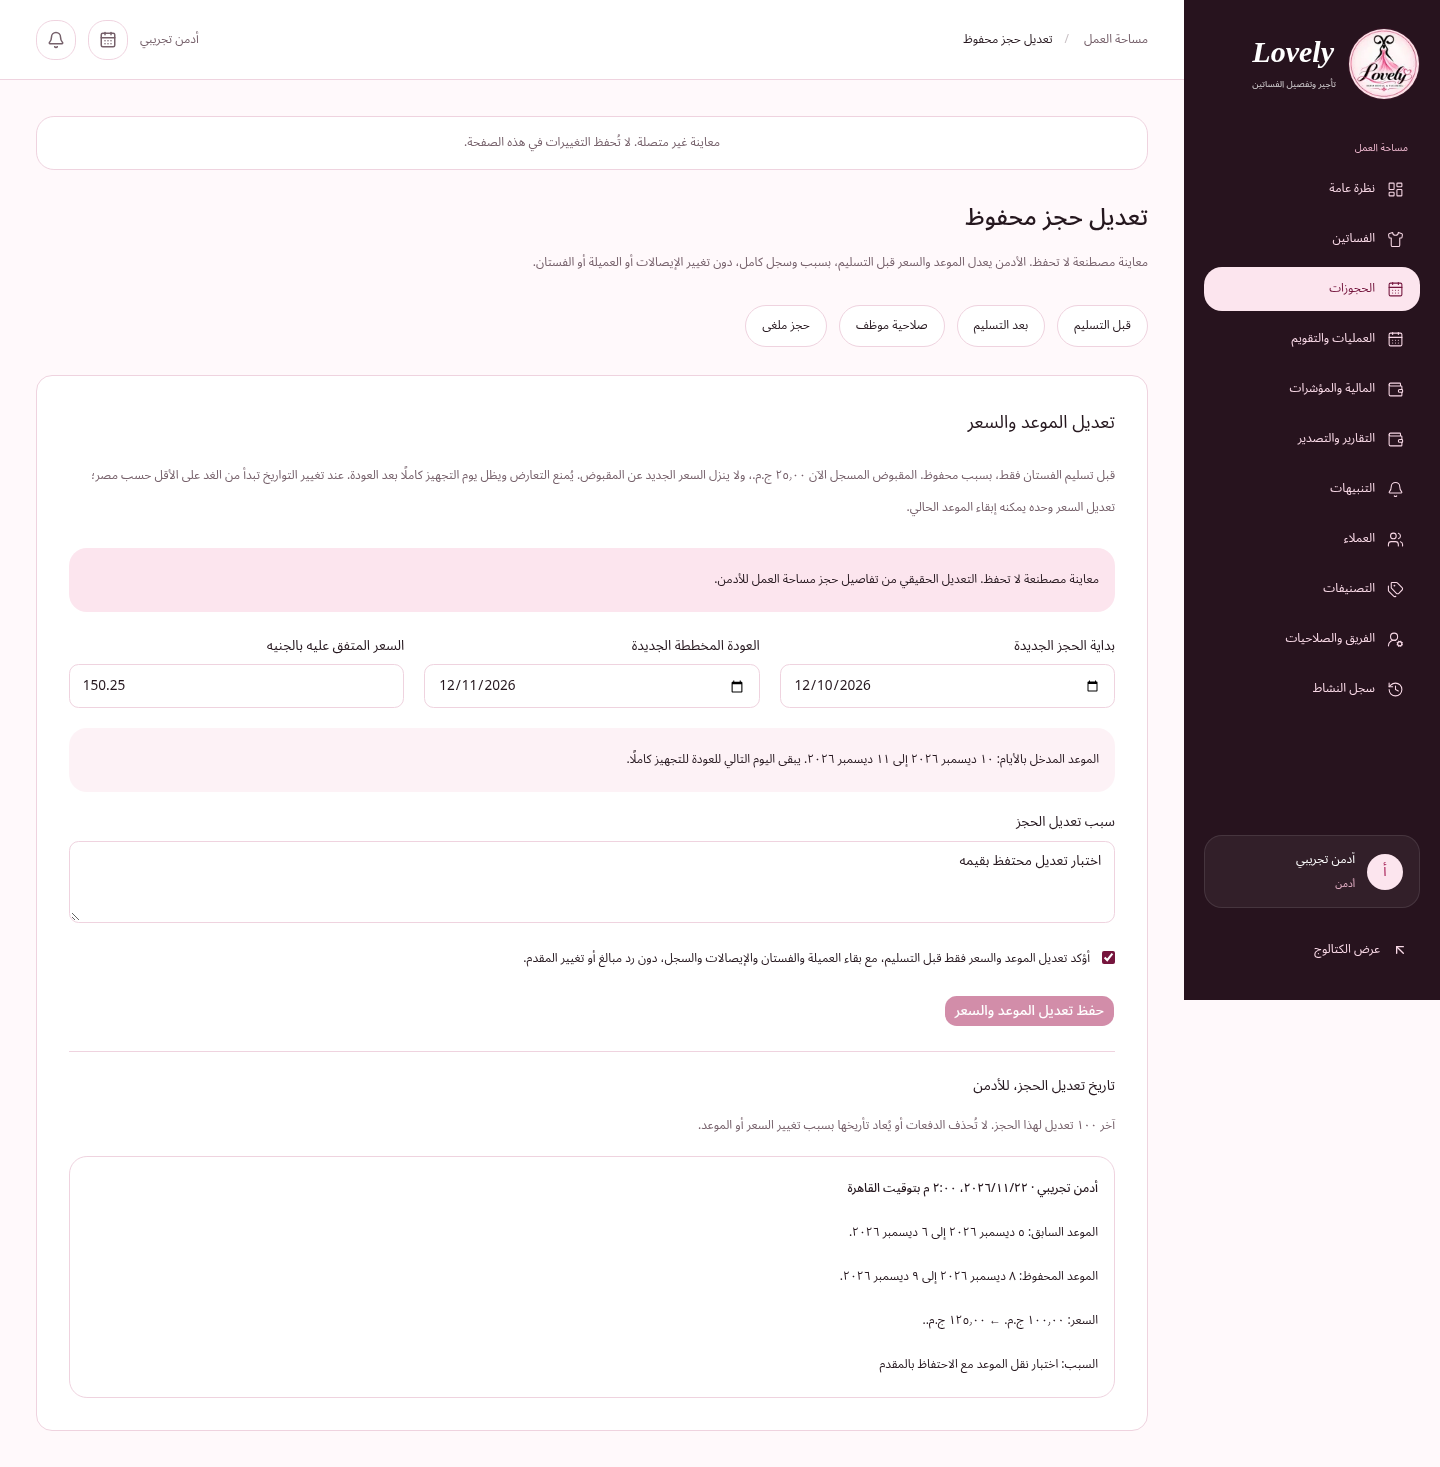 Lovely
Lovely
تأجير وتفصيل الفساتين
مساحة العمل
نظرة عامة
الفساتين
الحجوزات
العمليات والتقويم
المالية والمؤشرات
التقارير والتصدير
التنبيهات
العملاء
التصنيفات
الفريق والصلاحيات
سجل النشاط
أ
أدمن تجريبي
أدمن
عرض الكتالوج
مساحة العمل / تعديل حجز محفوظ
أدمن تجريبي
معاينة غير متصلة. لا تُحفظ التغييرات في هذه الصفحة.
تعديل حجز محفوظ
معاينة مصطنعة لا تحفظ. الأدمن يعدل الموعد والسعر قبل التسليم، بسبب وسجل كامل، دون تغيير الإيصالات أو العميلة أو الفستان.
قبل التسليم
بعد التسليم
صلاحية موظف
حجز ملغى
تعديل الموعد والسعر
قبل تسليم الفستان فقط، بسبب محفوظ. المقبوض المسجل الآن ٢٥٫٠٠ ج.م.، ولا ينزل السعر الجديد عن المقبوض. يُمنع التعارض ويظل يوم التجهيز كاملًا بعد العودة. عند تغيير التواريخ تبدأ من الغد على الأقل حسب مصر؛
تعديل السعر وحده يمكنه إبقاء الموعد الحالي.
معاينة مصطنعة لا تحفظ. التعديل الحقيقي من تفاصيل حجز مساحة العمل للأدمن.
بداية الحجز الجديدة
12/10/2026
العودة المخططة الجديدة
12/11/2026
السعر المتفق عليه بالجنيه
150.25
الموعد المدخل بالأيام: ١٠ ديسمبر ٢٠٢٦ إلى ١١ ديسمبر ٢٠٢٦. يبقى اليوم التالي للعودة للتجهيز كاملًا.
سبب تعديل الحجز
اختبار تعديل محتفظ بقيمه
أؤكد تعديل الموعد والسعر فقط قبل التسليم، مع بقاء العميلة والفستان والإيصالات والسجل، دون رد مبالغ أو تغيير المقدم.
حفظ تعديل الموعد والسعر
تاريخ تعديل الحجز، للأدمن
آخر ١٠٠ تعديل لهذا الحجز. لا تُحذف الدفعات أو يُعاد تأريخها بسبب تغيير السعر أو الموعد.
أدمن تجريبي · ٢٠٢٦/١١/٢٢، ٢:٠٠ م بتوقيت القاهرة
الموعد السابق: ٥ ديسمبر ٢٠٢٦ إلى ٦ ديسمبر ٢٠٢٦.
الموعد المحفوظ: ٨ ديسمبر ٢٠٢٦ إلى ٩ ديسمبر ٢٠٢٦.
السعر: ١٠٠٫٠٠ ج.م. ← ١٢٥٫٠٠ ج.م..
السبب: اختبار نقل الموعد مع الاحتفاظ بالمقدم